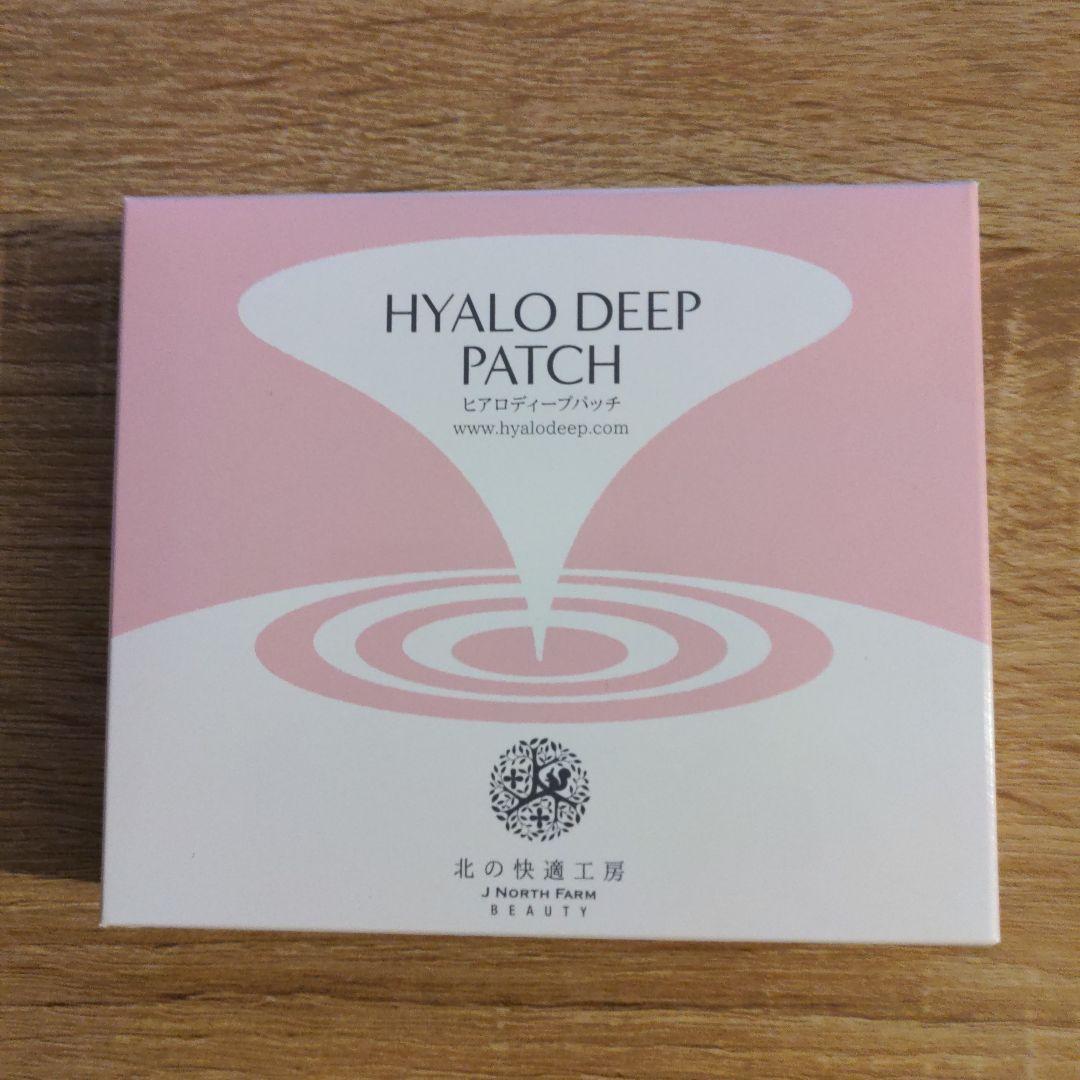 HYALO DEEP
PATCH
ヒアロディープパッチ
www.hyalodeep.com
北の快適工房
J NORTH FARM
BEAUTY